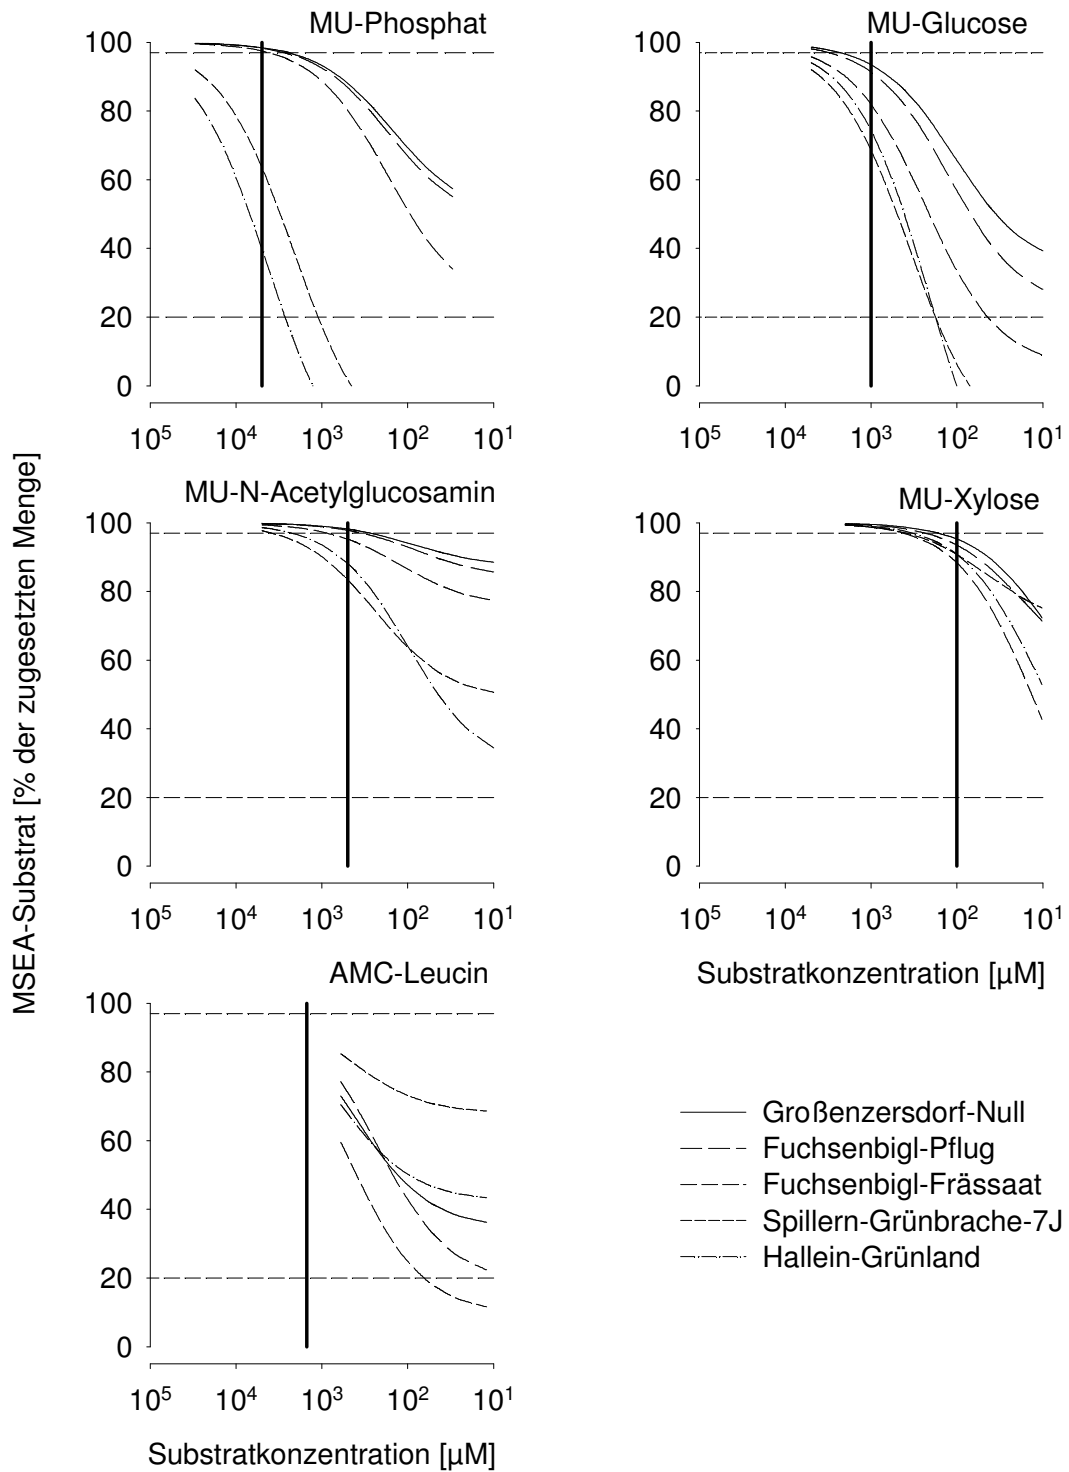 MU-Phosphat
100
80
60
40
20
0
10⁵ 10⁴ 10³ 10² 10¹
MU-Glucose
100
80
60
40
20
0
10⁵ 10⁴ 10³ 10² 10¹
MSEA-Substrat [% der zugesetzten Menge]
MU-N-Acetylglucosamin
100
80
60
40
20
0
10⁵ 10⁴ 10³ 10² 10¹
MU-Xylose
100
80
60
40
20
0
10⁵ 10⁴ 10³ 10² 10¹
Substratkonzentration [µM]
AMC-Leucin
100
80
60
40
20
0
10⁵ 10⁴ 10³ 10² 10¹
Substratkonzentration [µM]
Großenzersdorf-Null
Fuchsenbigl-Pflug
Fuchsenbigl-Frässaat
Spillern-Grünbrache-7J
Hallein-Grünland